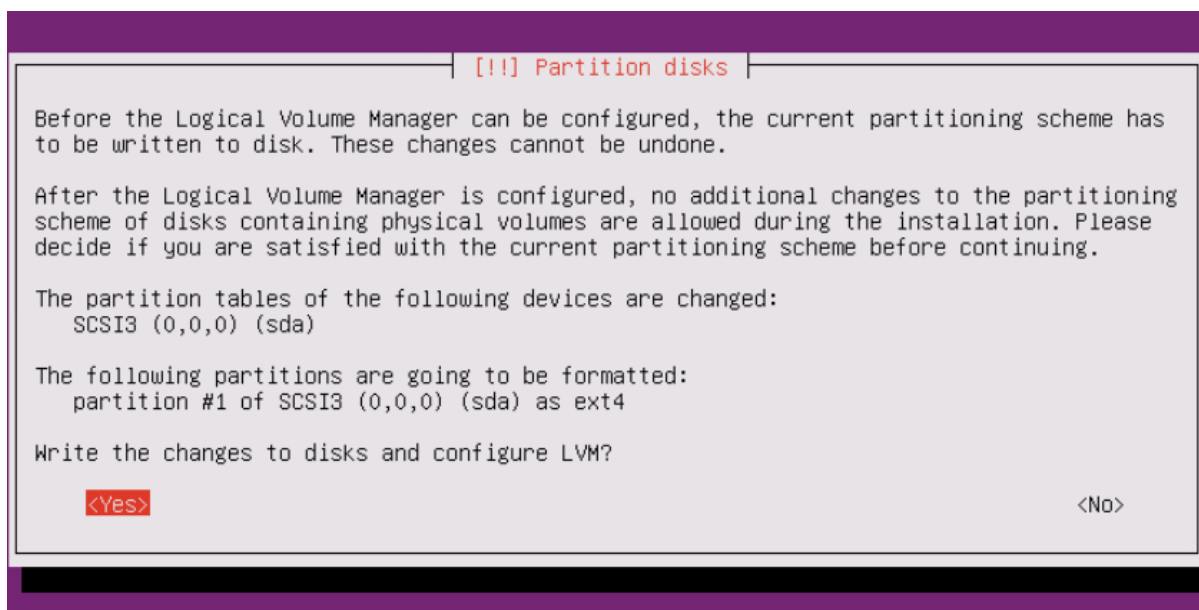 [!!] Partition disks
Before the Logical Volume Manager can be configured, the current partitioning scheme has
to be written to disk. These changes cannot be undone.
After the Logical Volume Manager is configured, no additional changes to the partitioning
scheme of disks containing physical volumes are allowed during the installation. Please
decide if you are satisfied with the current partitioning scheme before continuing.
The partition tables of the following devices are changed:
SCSI3 (0,0,0) (sda)
The following partitions are going to be formatted:
partition #1 of SCSI3 (0,0,0) (sda) as ext4
Write the changes to disks and configure LVM?
<Yes> <No>